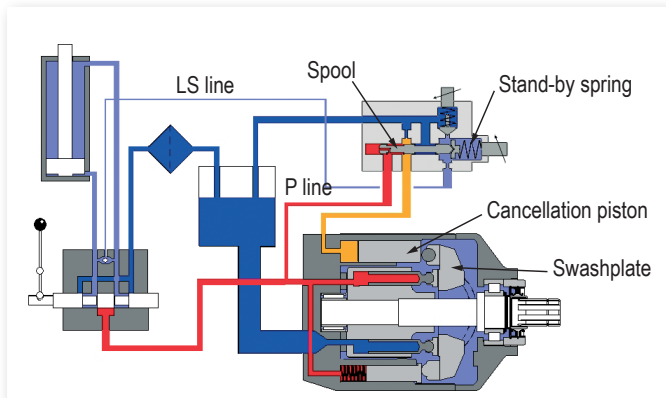 Spool
LS line
Stand-by spring
P line
Cancellation piston
Swashplate